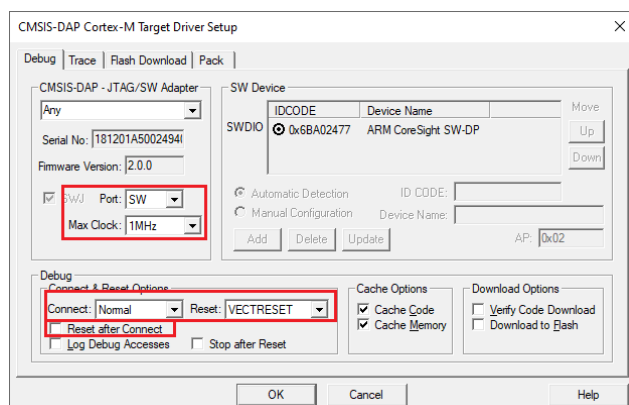 CMSIS-DAP Cortex-M Target Driver Setup
Debug | Trace | Flash Download | Pack |
CMSIS-DAP - JTAG/SW Adapter
Any
Serial No: 181201A5002494
Firmware Version: 2.0.0
SWJ Port: SW
Max Clock: 1MHz
SW Device
IDCODE Device Name
SWDIO 0x6BA02477 ARM CoreSight SW-DP
Move
Up
Down
Automatic Detection ID CODE:
Manual Configuration Device Name:
Add Delete Update AP: 0x02
Debug
Connect & Reset Options
Connect: Normal Reset: VECTRESET
Reset after Connect
Log Debug Accesses Stop after Reset
Cache Options
Cache Code
Cache Memory
Download Options
Verify Code Download
Download to Flash
OK Cancel Help